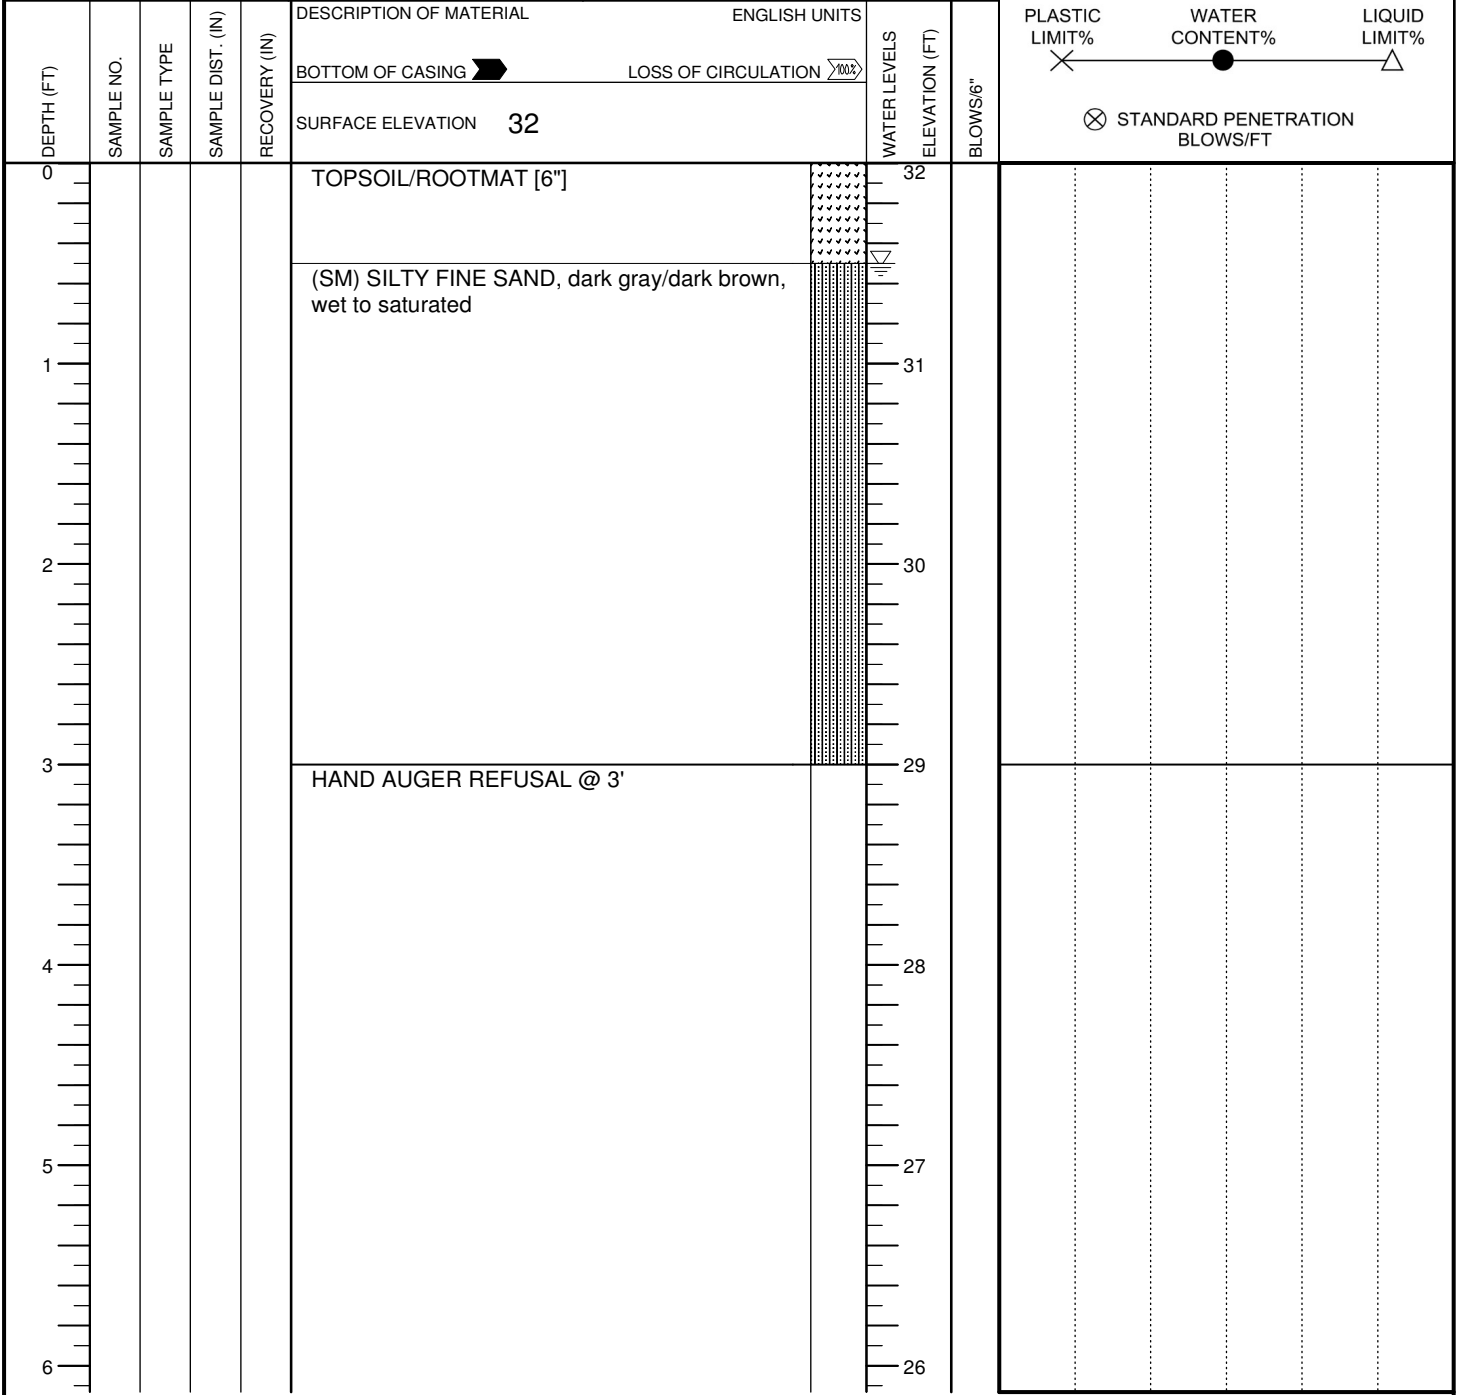 DEPTH (FT)
SAMPLE NO.
SAMPLE TYPE
SAMPLE DIST. (IN)
RECOVERY (IN)
DESCRIPTION OF MATERIAL ENGLISH UNITS
BOTTOM OF CASING LOSS OF CIRCULATION 100%
SURFACE ELEVATION 32
WATER LEVELS
ELEVATION (FT)
BLOWS/6"
PLASTIC LIMIT%
WATER CONTENT%
LIQUID LIMIT%
STANDARD PENETRATION
BLOWS/FT
0 TOPSOIL/ROOTMAT [6"] 32
(SM) SILTY FINE SAND, dark gray/dark brown,
wet to saturated
1 31
2 30
3 29
HAND AUGER REFUSAL @ 3'
4 28
5 27
6 26